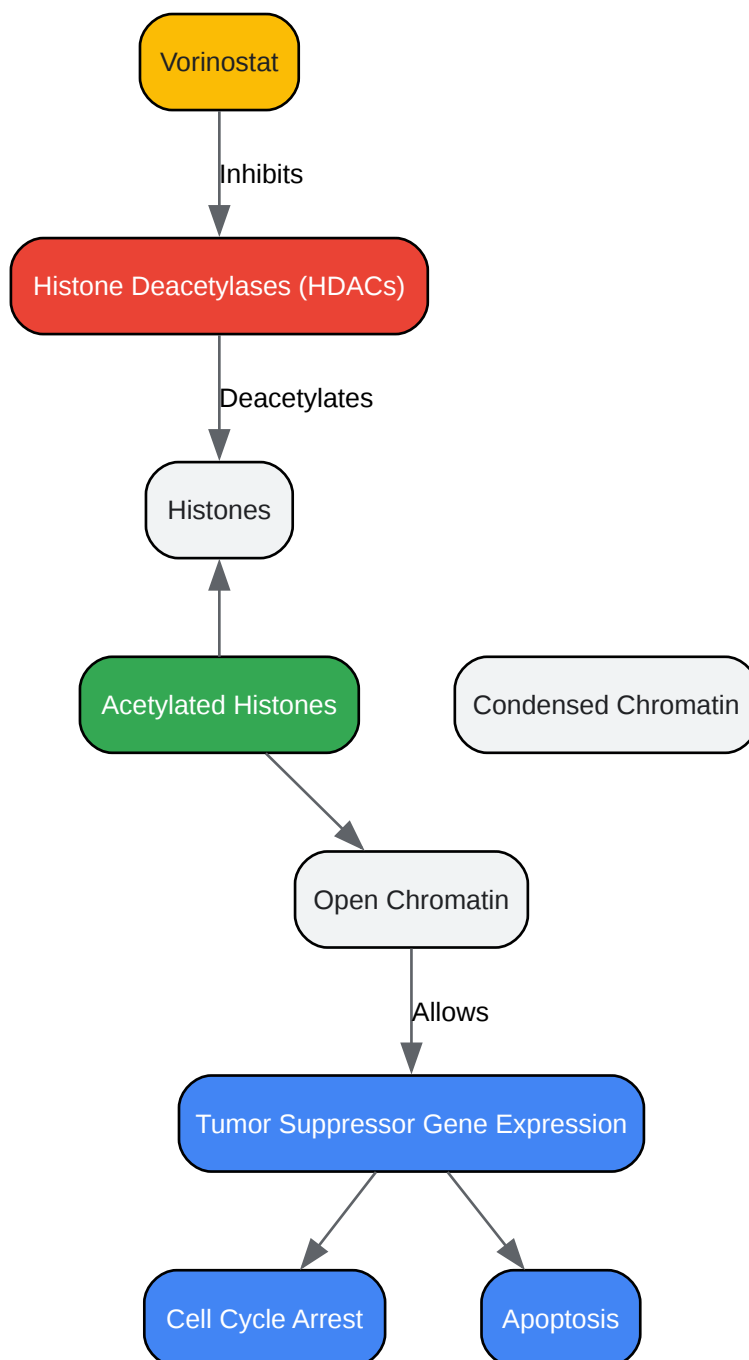 Vorinostat
Inhibits
Histone Deacetylases (HDACs)
Deacetylates
Histones
Acetylated Histones
Condensed Chromatin
Open Chromatin
Allows
Tumor Suppressor Gene Expression
Cell Cycle Arrest
Apoptosis